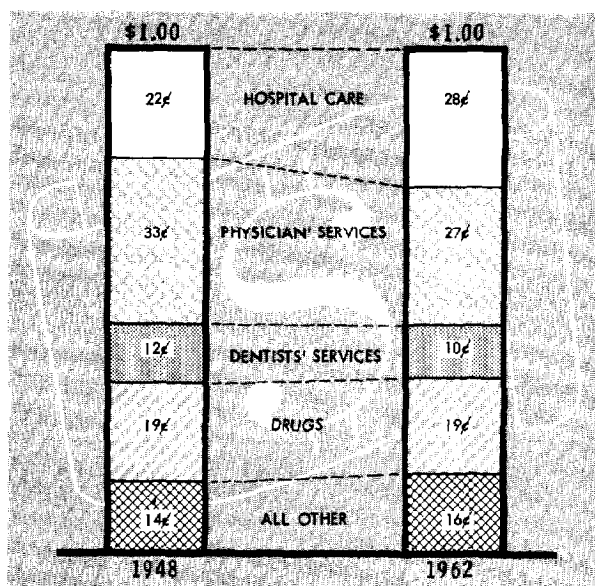 $1.00 $1.00
22¢ HOSPITAL CARE 28¢
33¢ PHYSICIAN' SERVICES 27¢
12¢ DENTISTS' SERVICES 10¢
19¢ DRUGS 19¢
14¢ ALL OTHER 16¢
1948 1962